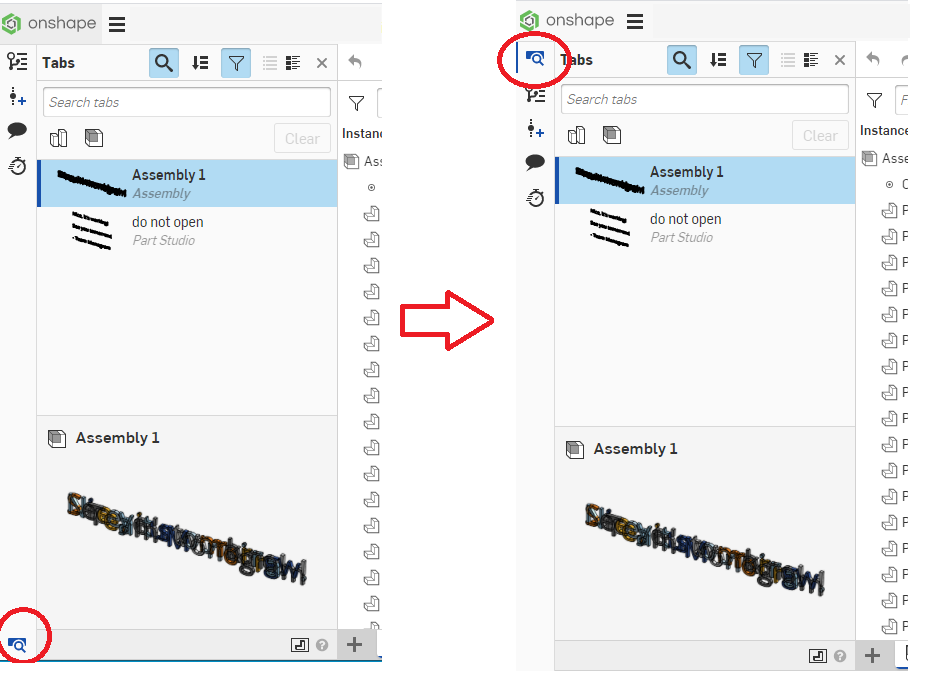 onshape
Tabs
Search tabs
Clear
Assembly 1
Assembly
do not open
Part Studio
Assembly 1
Instanc
Ass
onshape
Tabs
Search tabs
Clear
Assembly 1
Assembly
do not open
Part Studio
Assembly 1
Instance
Asse